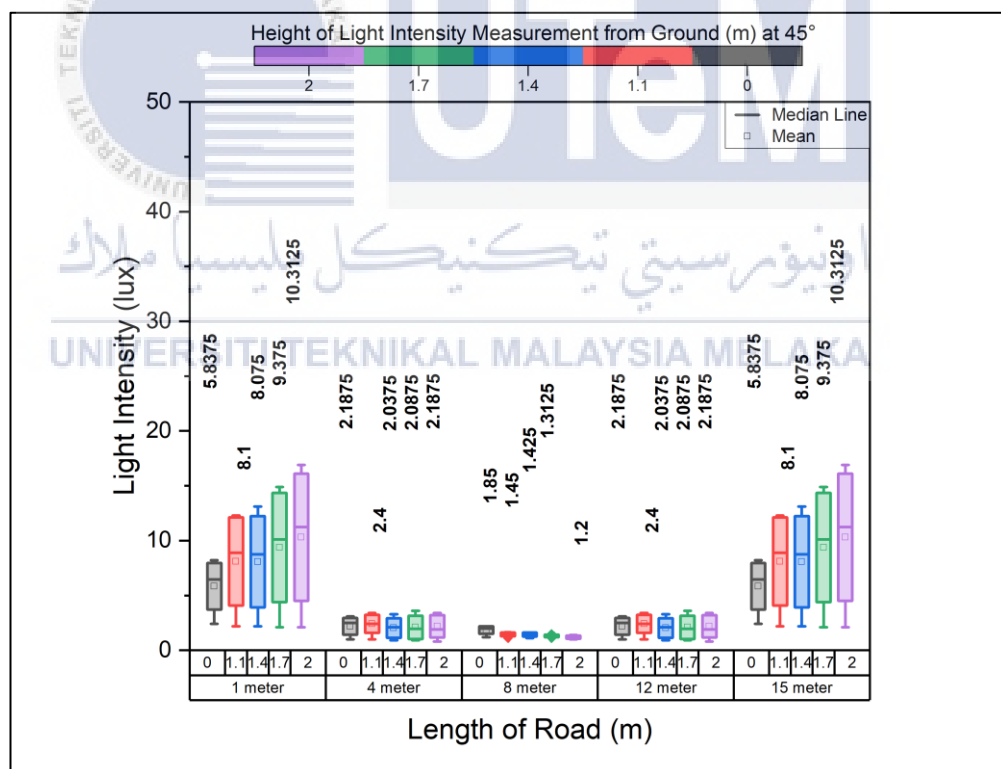 Height of Light Intensity Measurement from Ground (m) at 45°
2 1.7 1.4 1.1 0
Median Line
Mean
UNIVERSITI TEKNIKAL
UTeM
اونيۏرسيتي تيكنيكل مليسيا ملاك
UNIVERSITI TEKNIKAL MALAYSIA MELAKA
Light Intensity (lux)
50
40
30
20
10
0
5.8375 8.1 8.075 9.375 10.3125
2.1875 2.4 2.0375 2.0875 2.1875
1.85 1.45 1.425 1.3125 1.2
2.1875 2.4 2.0375 2.0875 2.1875
5.8375 8.1 8.075 9.375 10.3125
0 1.1 1.4 1.7 2 0 1.1 1.4 1.7 2 0 1.1 1.4 1.7 2 0 1.1 1.4 1.7 2 0 1.1 1.4 1.7 2
1 meter 4 meter 8 meter 12 meter 15 meter
Length of Road (m)